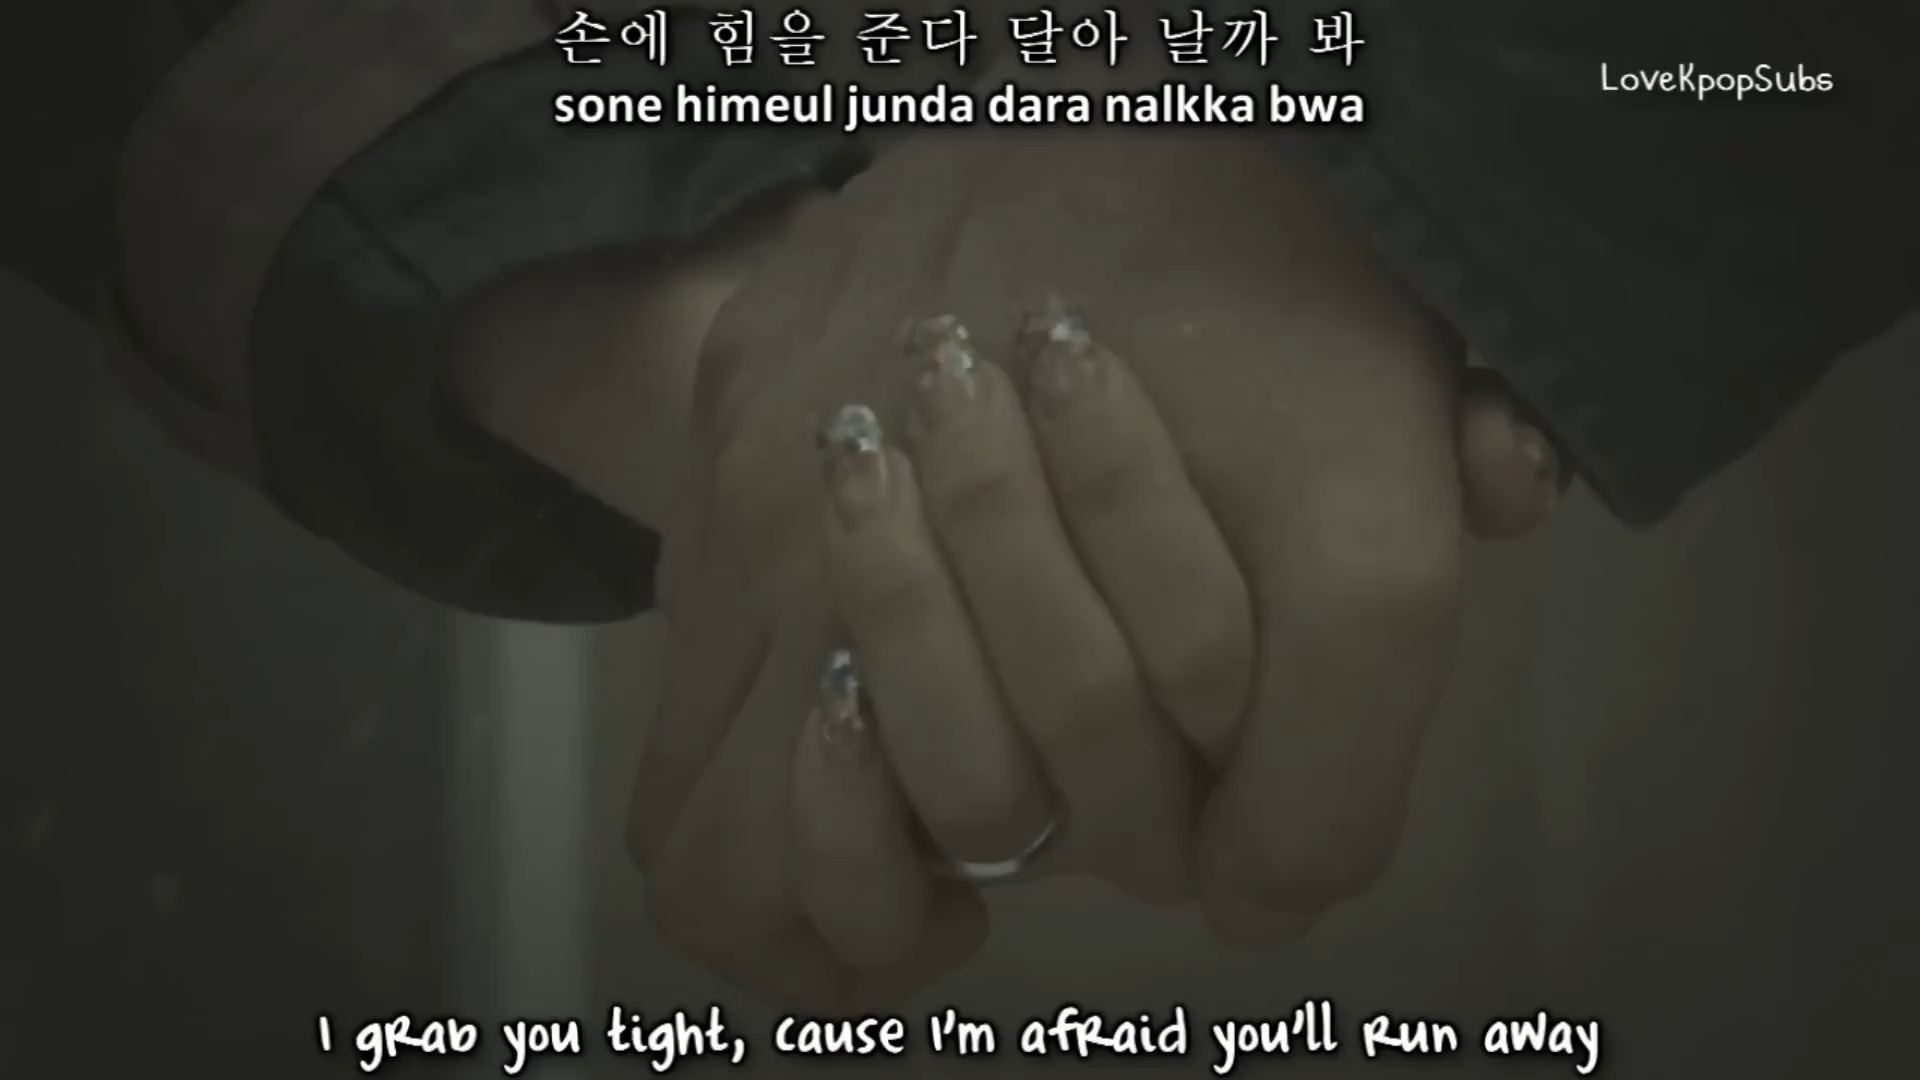 손에 힘을 준다 달아 날까 봐
sone himeul junda dara nalkka bwa
LoveKpopSubs
I grab you tight, cause I'm afraid you'll run away